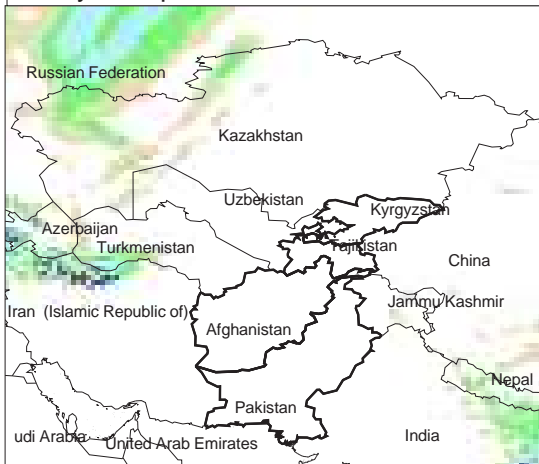 Russian Federation
Kazakhstan
Uzbekistan
Kyrgyzstan
Azerbaijan
Turkmenistan
Tajikistan
China
Iran (Islamic Republic of)
Jammu/Kashmir
Afghanistan
Nepal
Pakistan
udi Arabia
United Arab Emirates
India